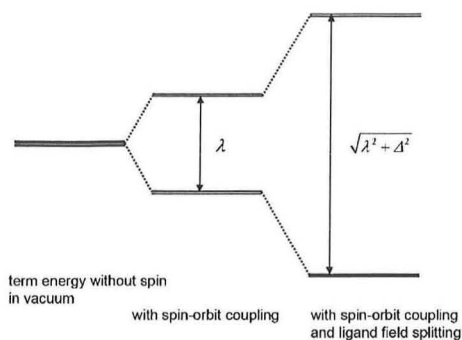 λ
√λ² + Δ²
term energy without spin
in vacuum
with spin-orbit coupling
with spin-orbit coupling
and ligand field splitting